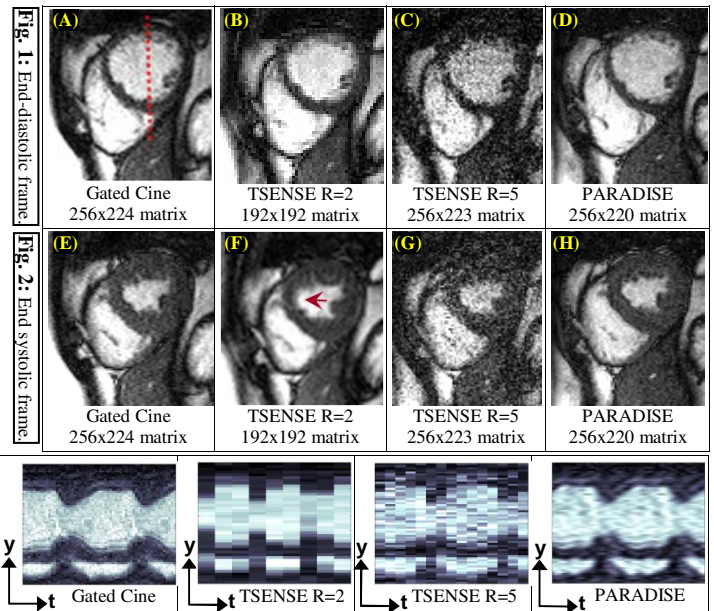 Fig. 1: End-diastolic frame.
(A)
(B)
(C)
(D)
Gated Cine
256x224 matrix
TSENSE R=2
192x192 matrix
TSENSE R=5
256x223 matrix
PARADISE
256x220 matrix
Fig. 2: End systolic frame.
(E)
(F)
(G)
(H)
Gated Cine
256x224 matrix
TSENSE R=2
192x192 matrix
TSENSE R=5
256x223 matrix
PARADISE
256x220 matrix
y
t
Gated Cine
y
t
TSENSE R=2
y
t
TSENSE R=5
y
t
PARADISE